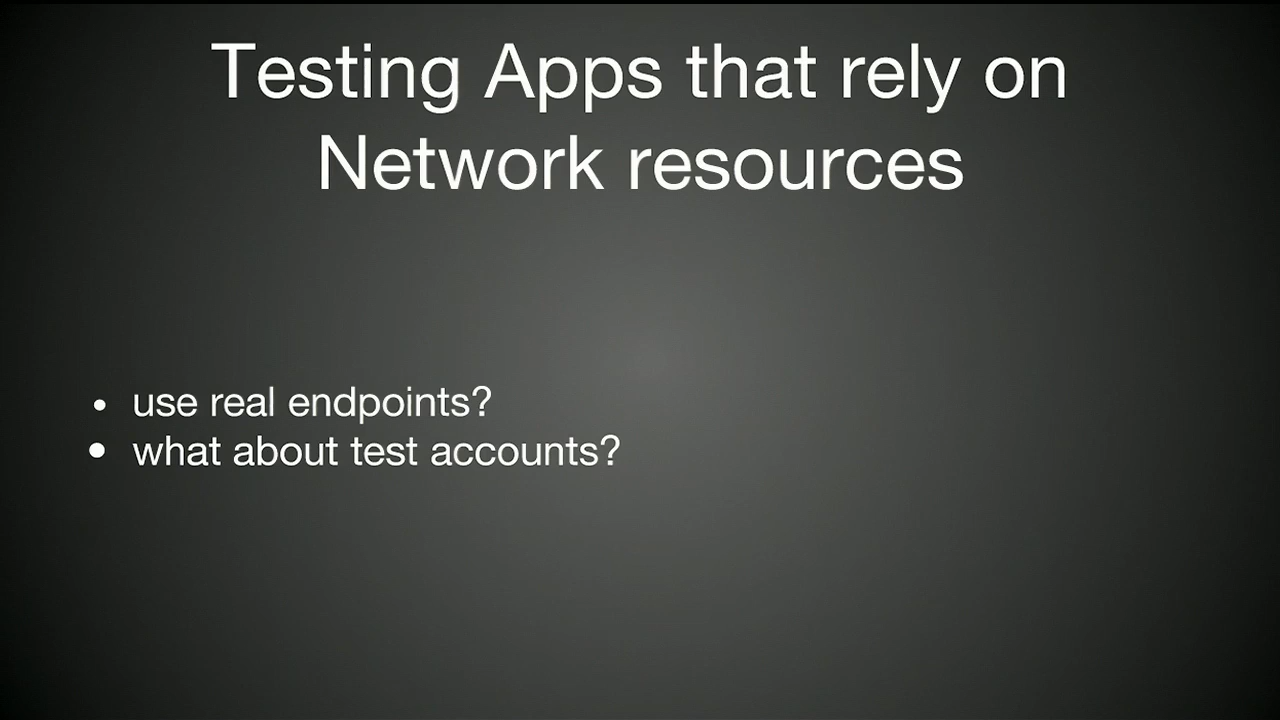 Testing Apps that rely on
Network resources
• use real endpoints?
• what about test accounts?